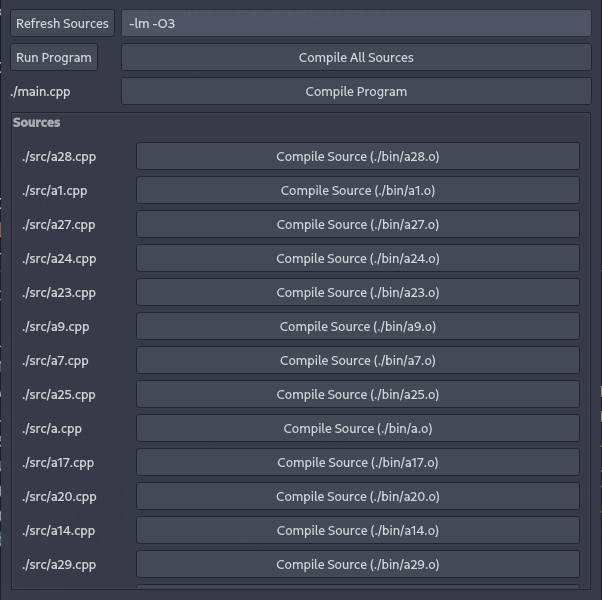 Refresh Sources -lm -O3
Run Program Compile All Sources
./main.cpp Compile Program
Sources
./src/a28.cpp Compile Source (./bin/a28.o)
./src/a1.cpp Compile Source (./bin/a1.o)
./src/a27.cpp Compile Source (./bin/a27.o)
./src/a24.cpp Compile Source (./bin/a24.o)
./src/a23.cpp Compile Source (./bin/a23.o)
./src/a9.cpp Compile Source (./bin/a9.o)
./src/a7.cpp Compile Source (./bin/a7.o)
./src/a25.cpp Compile Source (./bin/a25.o)
./src/a.cpp Compile Source (./bin/a.o)
./src/a17.cpp Compile Source (./bin/a17.o)
./src/a20.cpp Compile Source (./bin/a20.o)
./src/a14.cpp Compile Source (./bin/a14.o)
./src/a29.cpp Compile Source (./bin/a29.o)